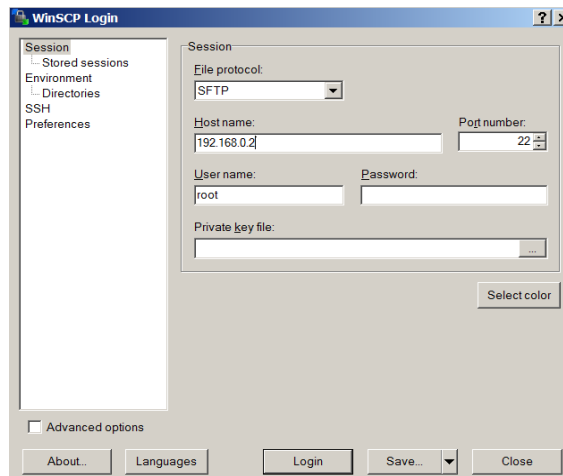 WinSCP Login
Session
Stored sessions
Environment
Directories
SSH
Preferences
Session
File protocol:
SFTP
Host name:
Port number:
192.168.0.2
22
User name:
Password:
root
Private key file:
...
Select color
Advanced options
About...
Languages
Login
Save...
Close